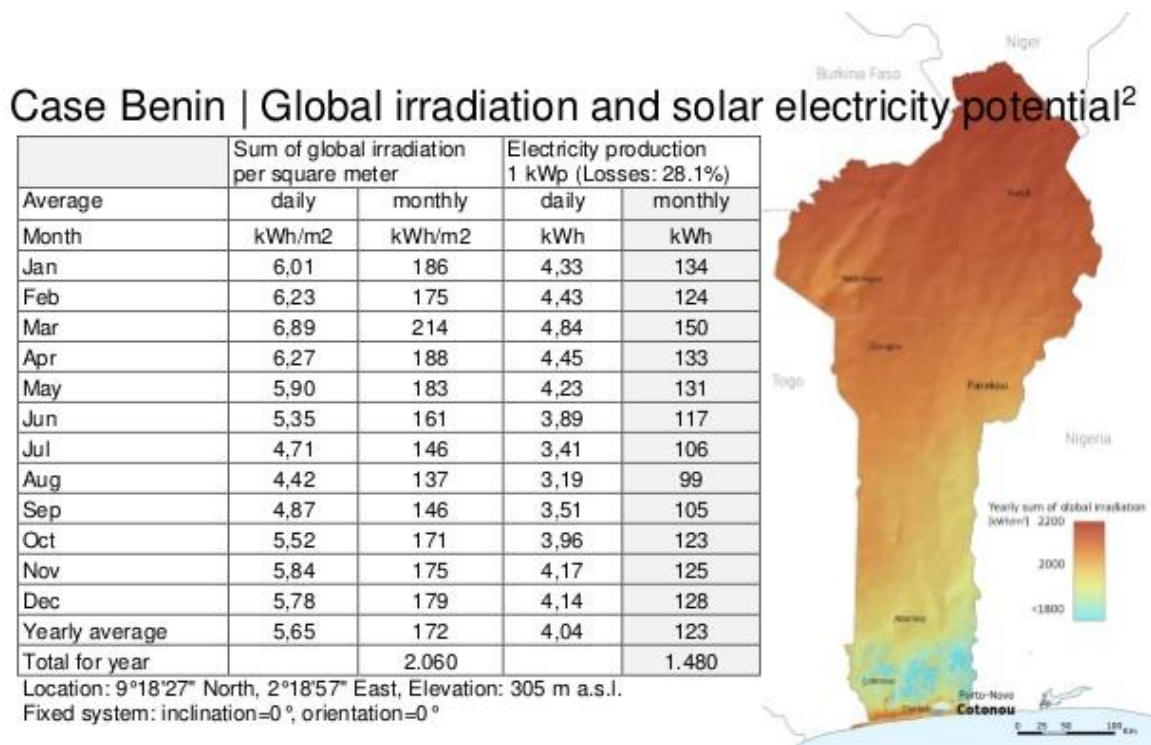 Niger
Burkina Faso
Case Benin | Global irradiation and solar electricity potential²
Sum of global irradiation per square meter Electricity production 1 kWp (Losses: 28.1%)
Average daily monthly daily monthly
Month kWh/m2 kWh/m2 kWh kWh
Jan 6,01 186 4,33 134
Feb 6,23 175 4,43 124
Mar 6,89 214 4,84 150
Apr 6,27 188 4,45 133
May 5,90 183 4,23 131
Jun 5,35 161 3,89 117
Jul 4,71 146 3,41 106
Aug 4,42 137 3,19 99
Sep 4,87 146 3,51 105
Oct 5,52 171 3,96 123
Nov 5,84 175 4,17 125
Dec 5,78 179 4,14 128
Yearly average 5,65 172 4,04 123
Total for year 2.060 1.480
Location: 9°18'27" North, 2°18'57" East, Elevation: 305 m a.s.l.
Fixed system: inclination=0°, orientation=0°
Togo
Parakou
Nigeria
Yearly sum of global irradiation
[kWh/m²] 2200
2000
<1800
Porto-Novo
Cotonou
0 25 50 100 Km